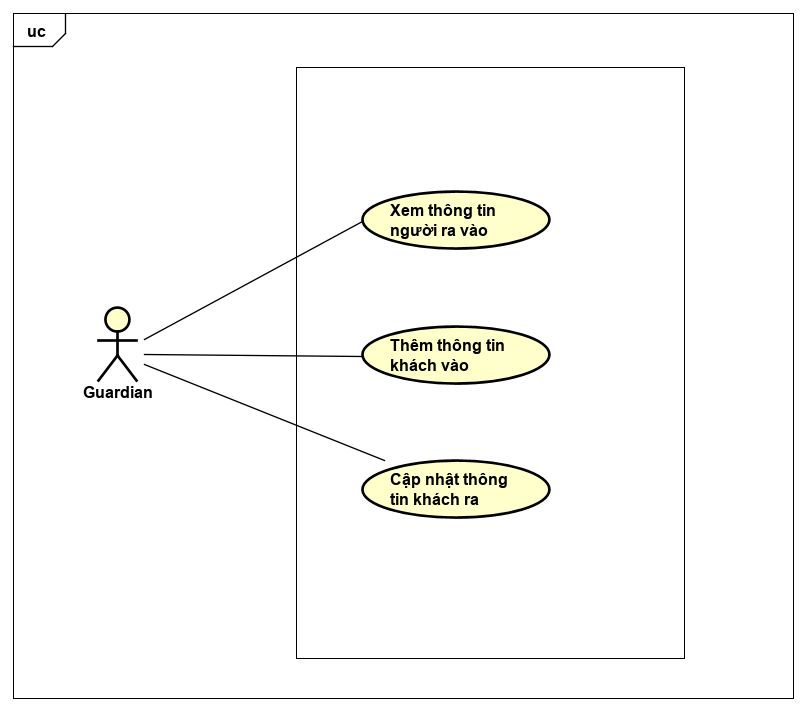 uc
Xem thông tin
người ra vào
Thêm thông tin
khách vào
Guardian
Cập nhật thông
tin khách ra